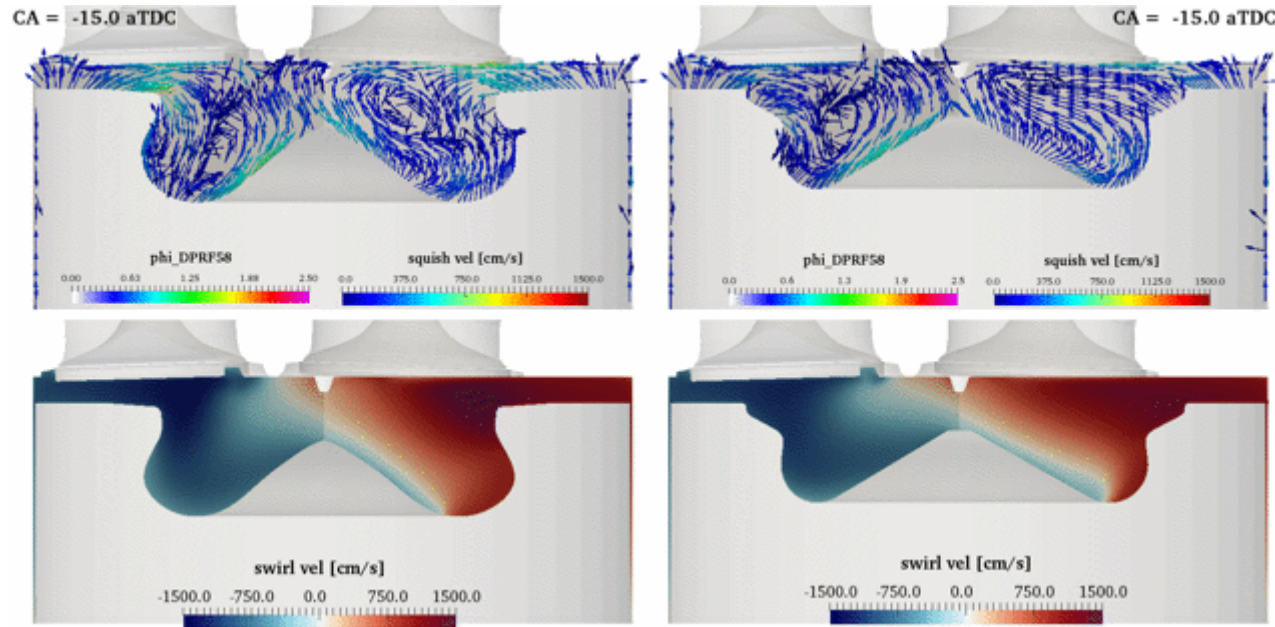 CA = -15.0 aTDC
CA = -15.0 aTDC
phi_DPRF58
0.00 0.63 1.25 1.88 2.50
squish vel [cm/s]
0.0 375.0 750.0 1125.0 1500.0
phi_DPRF58
0.0 0.6 1.3 1.9 2.5
squish vel [cm/s]
0.0 375.0 750.0 1125.0 1500.0
swirl vel [cm/s]
-1500.0 -750.0 0.0 750.0 1500.0
swirl vel [cm/s]
-1500.0 -750.0 0.0 750.0 1500.0